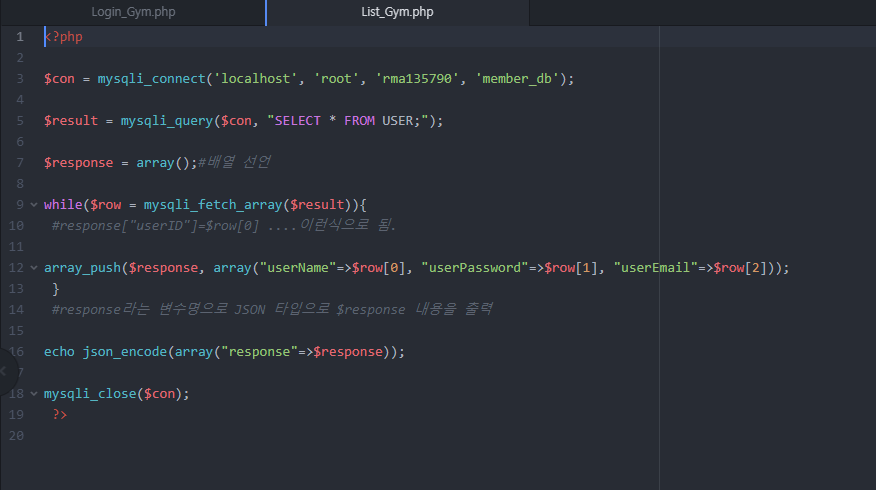 Login_Gym.php List_Gym.php
1 <?php
2
3 $con = mysqli_connect('localhost', 'root', 'rma135790', 'member_db');
4
5 $result = mysqli_query($con, "SELECT * FROM USER;");
6
7 $response = array();#배열 선언
8
9 while($row = mysqli_fetch_array($result)){
10 #response["userID"]=$row[0] ....이런식으로 됨.
11
12 array_push($response, array("userName"=>$row[0], "userPassword"=>$row[1], "userEmail"=>$row[2]));
13 }
14 #response라는 변수명으로 JSON 타입으로 $response 내용을 출력
15
16 echo json_encode(array("response"=>$response));
7
18 mysqli_close($con);
19 ?>
20